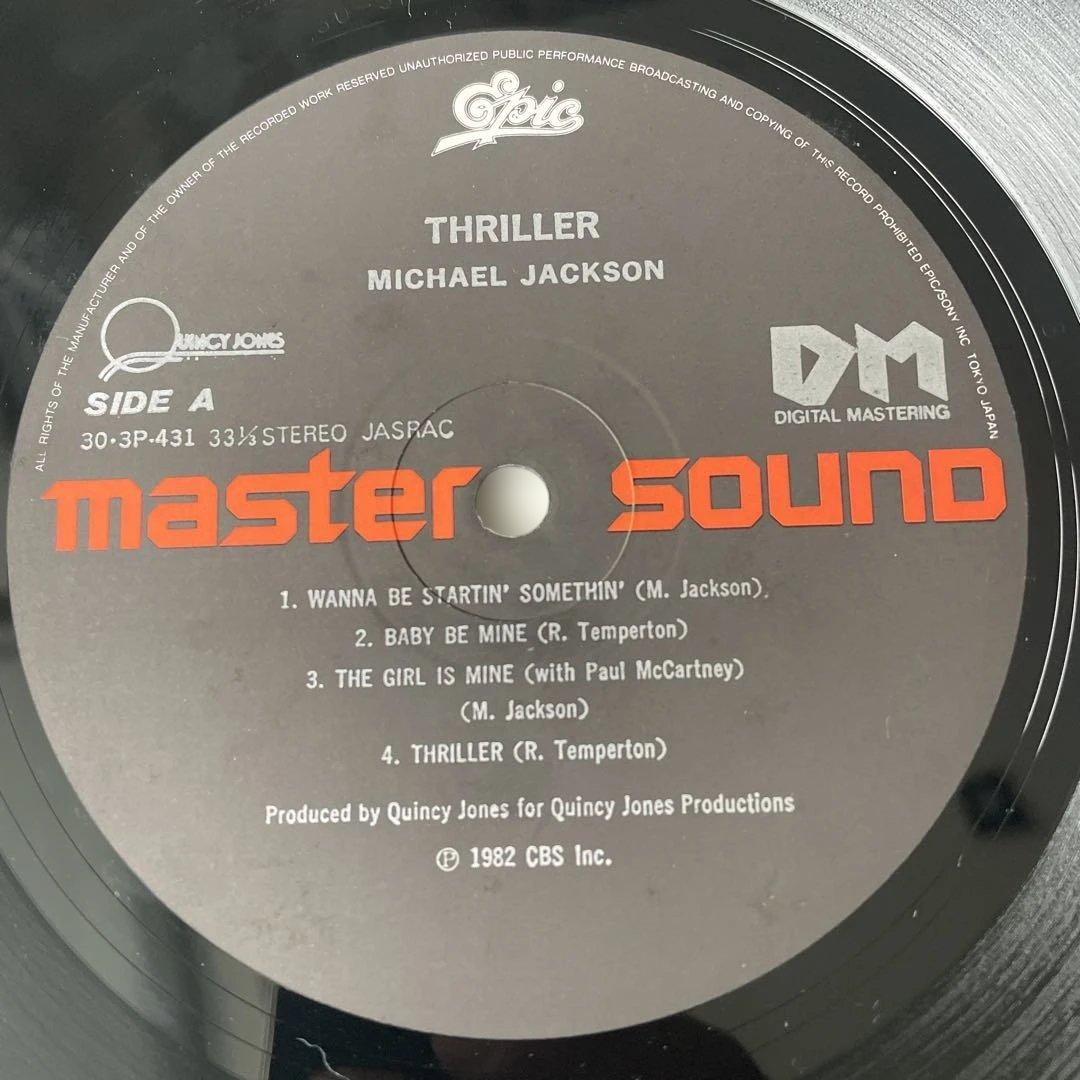 ALL RIGHTS OF THE MANUFACTURER AND OF THE OWNER OF THE RECORDED WORK RESERVED UNAUTHORIZED PUBLIC PERFORMANCE BROADCASTING AND COPYING OF THIS RECORD PROHIBITED EPIC/SONY INC TOKYO JAPAN
Epic
THRILLER
MICHAEL JACKSON
QUINCY JONES
DM
DIGITAL MASTERING
SIDE A
30・3P-431 33⅓ STEREO JASRAC
master sound
1. WANNA BE STARTIN' SOMETHIN' (M. Jackson)
2. BABY BE MINE (R. Temperton)
3. THE GIRL IS MINE (with Paul McCartney)
(M. Jackson)
4. THRILLER (R. Temperton)
Produced by Quincy Jones for Quincy Jones Productions
Ⓟ 1982 CBS Inc.